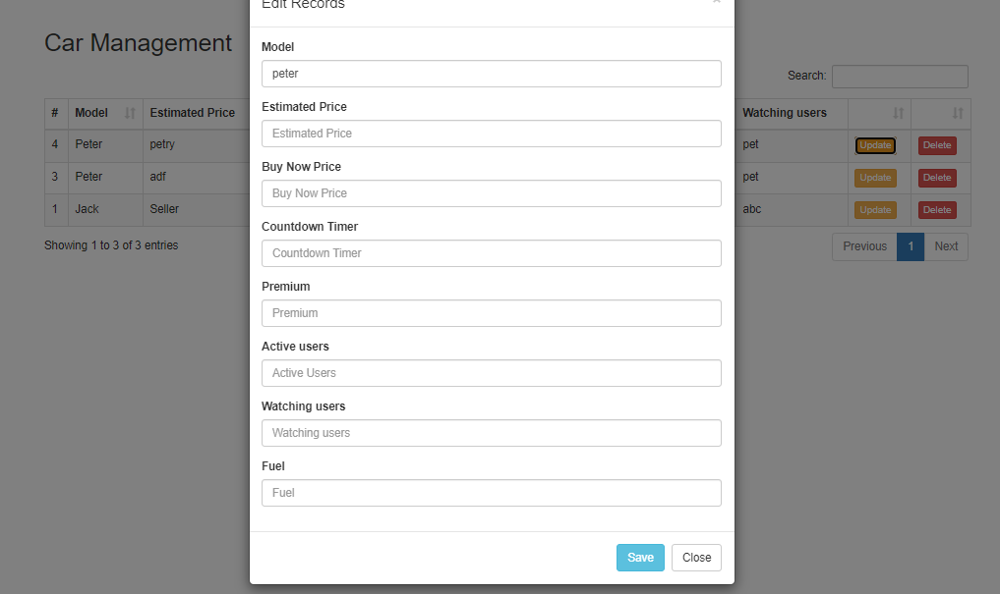 Edit Records
Car Management
Search:
# Model Estimated Price Watching users
4 Peter petry pet Update Delete
3 Peter adf pet Update Delete
1 Jack Seller abc Update Delete
Showing 1 to 3 of 3 entries
Previous 1 Next
Model
peter
Estimated Price
Estimated Price
Buy Now Price
Buy Now Price
Countdown Timer
Countdown Timer
Premium
Premium
Active users
Active Users
Watching users
Watching users
Fuel
Fuel
Save Close